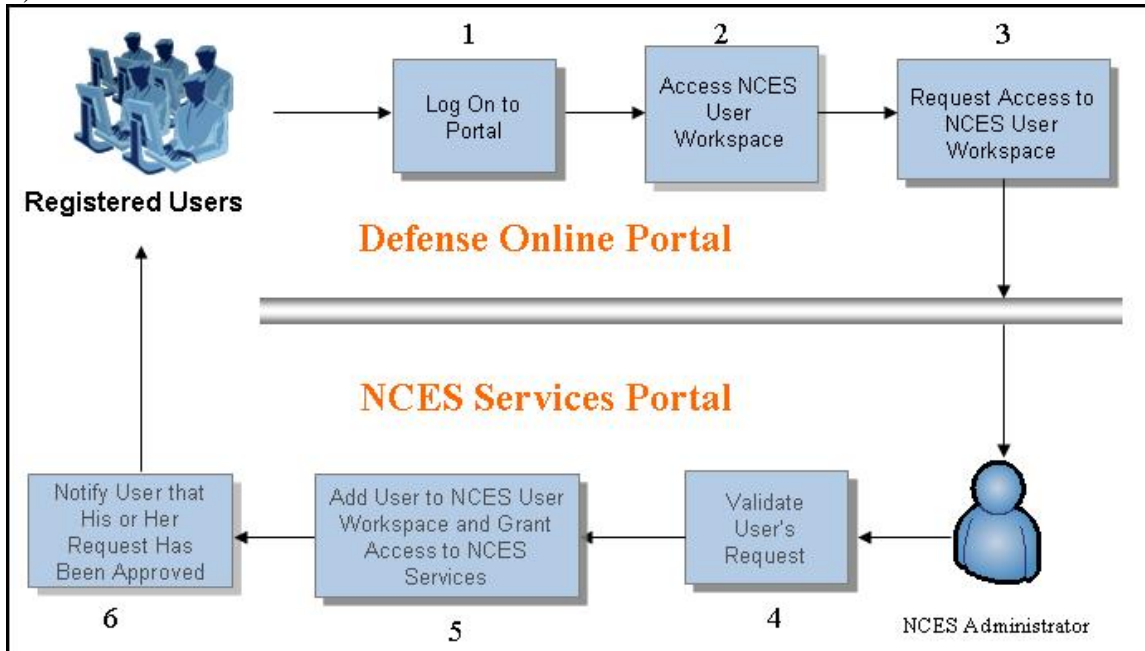 1
Log On to
Portal
2
Access NCES
User
Workspace
3
Request Access to
NCES User
Workspace
Registered Users
Defense Online Portal
NCES Services Portal
Notify User that
His or Her
Request Has
Been Approved
6
Add User to NCES User
Workspace and Grant
Access to NCES
Services
5
Validate
User's
Request
4
NCES Administrator